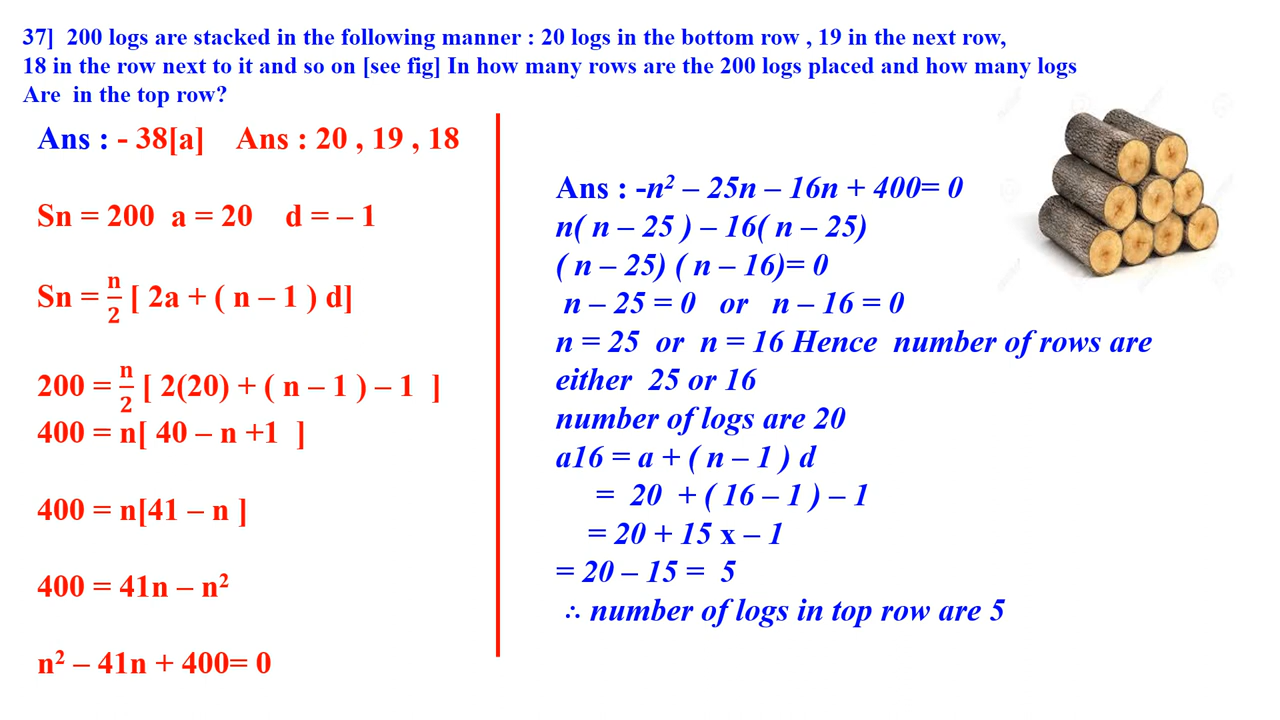 37]  200 logs are stacked in the following manner : 20 logs in the bottom row , 19 in the next row,
18 in the row next to it and so on [see fig] In how many rows are the 200 logs placed and how many logs
Are  in the top row?
Ans : - 38[a]    Ans : 20 , 19 , 18
Sn = 200  a = 20    d = – 1
Sn = n/2 [ 2a + ( n – 1 ) d]
200 = n/2 [ 2(20) + ( n – 1 ) – 1  ]
400 = n[ 40 – n +1  ]
400 = n[41 – n ]
400 = 41n – n²
n² – 41n + 400= 0
Ans : -n² – 25n – 16n + 400= 0
n( n – 25 ) – 16( n – 25)
( n – 25) ( n – 16)= 0
n – 25 = 0   or   n – 16 = 0
n = 25  or  n = 16 Hence  number of rows are
either  25 or 16
number of logs are 20
a16 = a + ( n – 1 ) d
=  20  + ( 16 – 1 ) – 1
= 20 + 15 x – 1
= 20 – 15 =  5
∴ number of logs in top row are 5